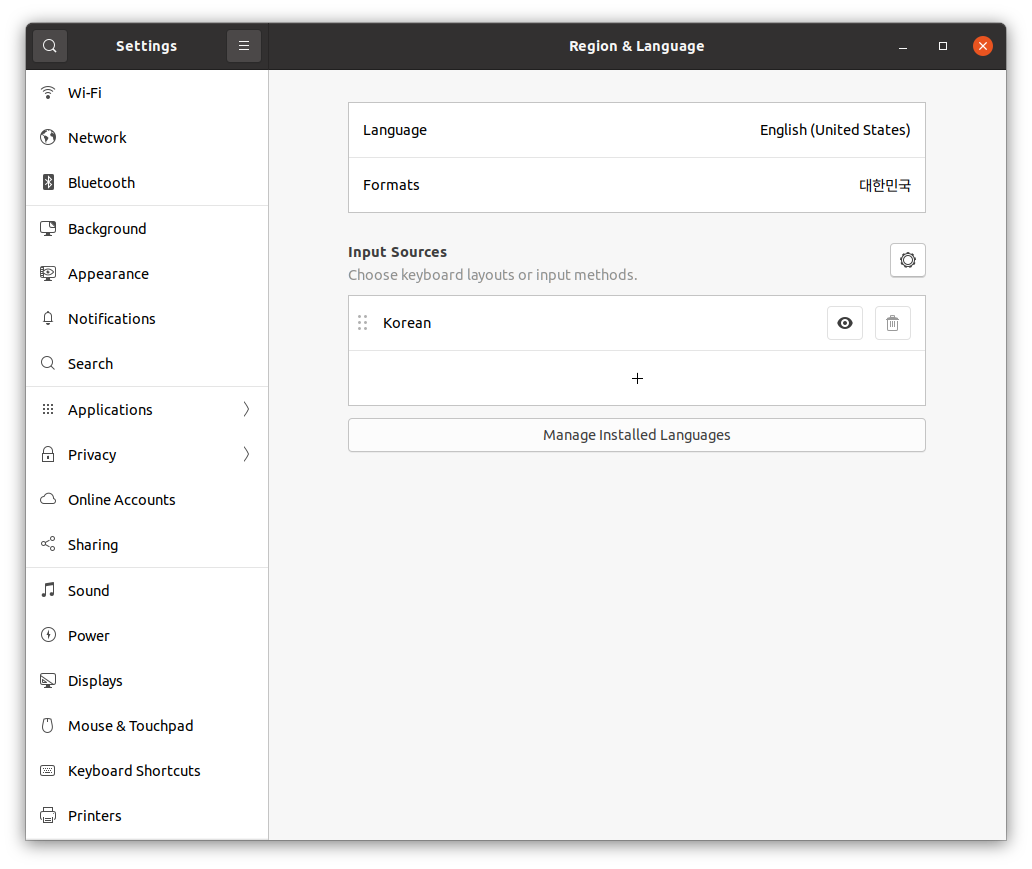 Settings
Region & Language
Wi-Fi
Network
Bluetooth
Background
Appearance
Notifications
Search
Applications
Privacy
Online Accounts
Sharing
Sound
Power
Displays
Mouse & Touchpad
Keyboard Shortcuts
Printers
Language English (United States)
Formats 대한민국
Input Sources
Choose keyboard layouts or input methods.
Korean
Manage Installed Languages